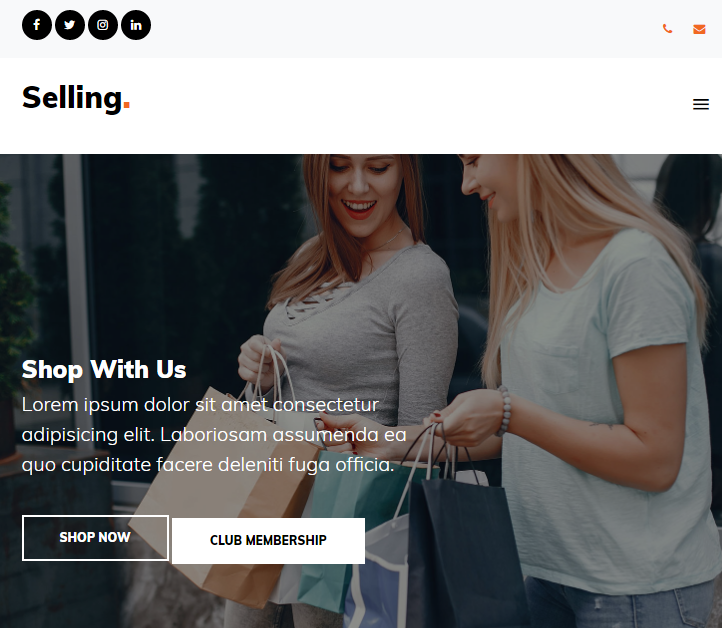 Selling.
Shop With Us
Lorem ipsum dolor sit amet consectetur
adipisicing elit. Laboriosam assumenda ea
quo cupiditate facere deleniti fuga officia.
SHOP NOW
CLUB MEMBERSHIP